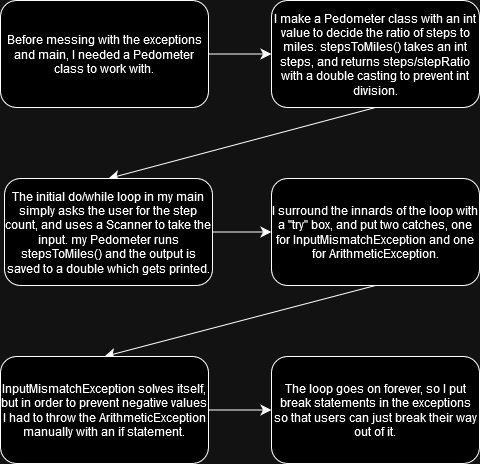 Before messing with the exceptions
and main, I needed a Pedometer
class to work with.
I make a Pedometer class with an int
value to decide the ratio of steps to
miles. stepsToMiles() takes an int
steps, and returns steps/stepRatio
with a double casting to prevent int
division.
The initial do/while loop in my main
simply asks the user for the step
count, and uses a Scanner to take the
input. my Pedometer runs
stepsToMiles() and the output is
saved to a double which gets printed.
I surround the innards of the loop with
a "try" box, and put two catches, one
for InputMismatchException and one
for ArithmeticException.
InputMismatchException solves itself,
but in order to prevent negative values
I had to throw the ArithmeticException
manually with an if statement.
The loop goes on forever, so I put
break statements in the exceptions
so that users can just break their way
out of it.